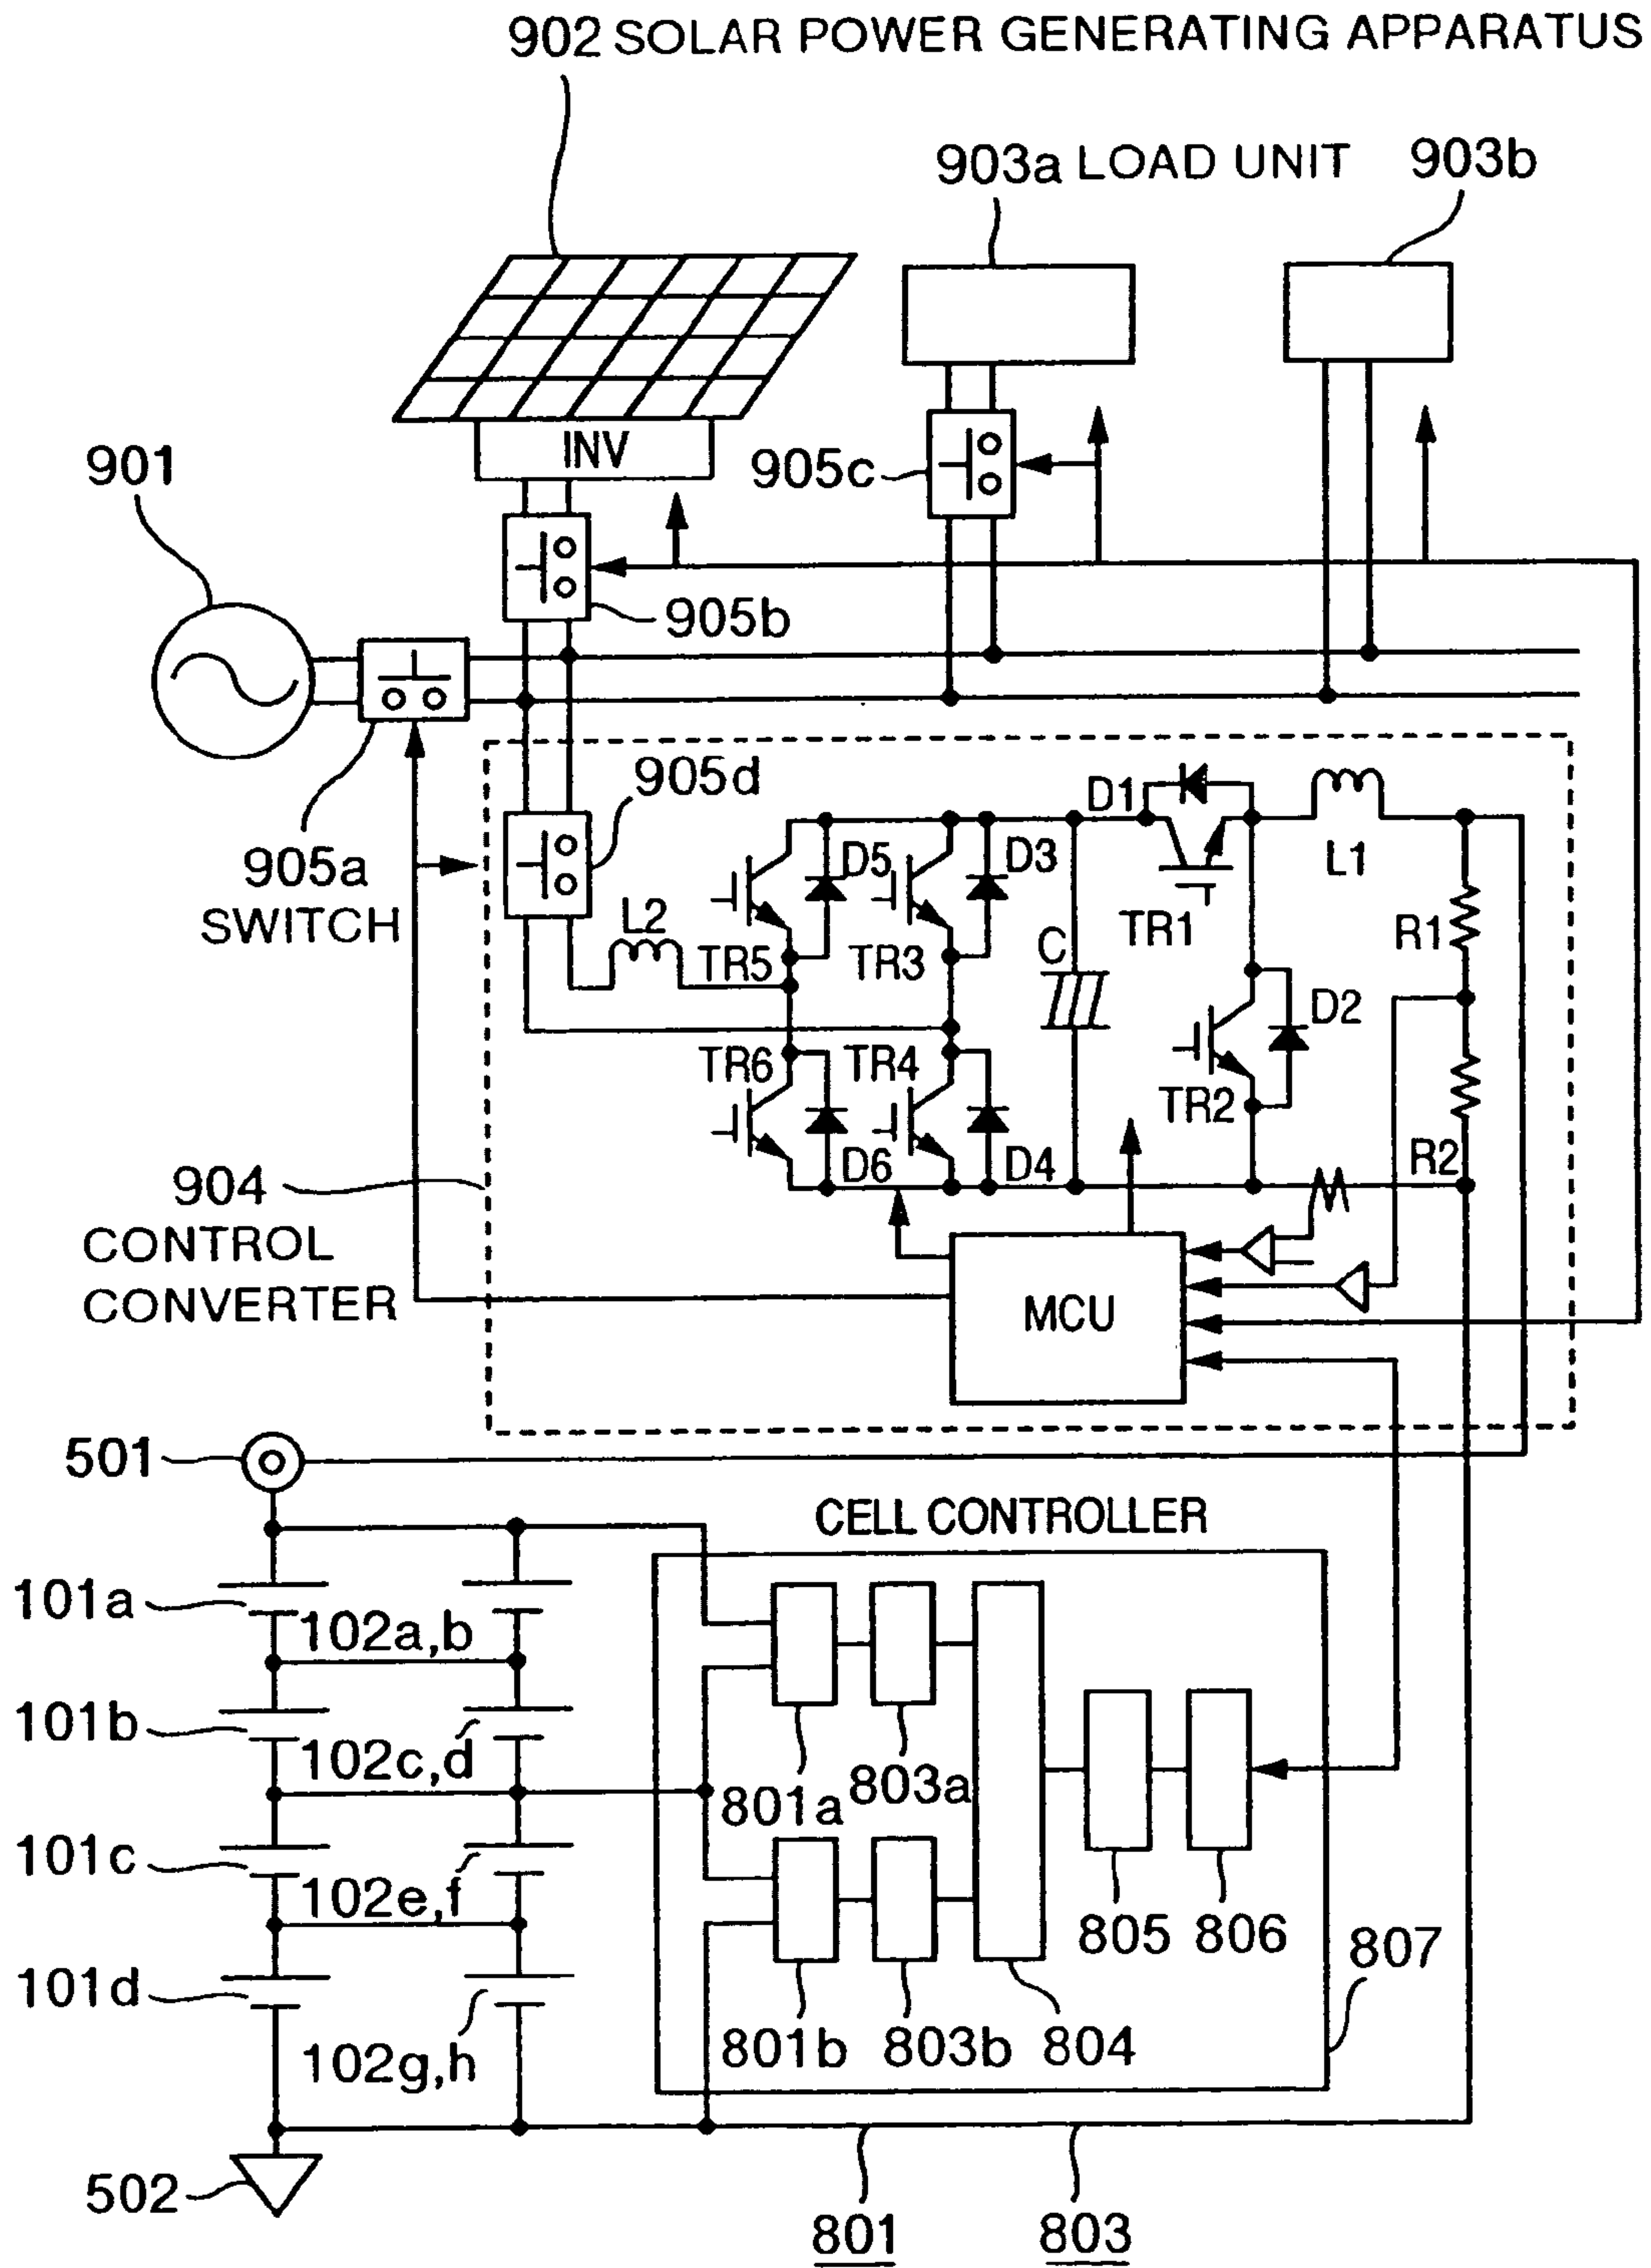 902 SOLAR POWER GENERATING APPARATUS
903a LOAD UNIT
903b
901
INV
905c
905b
905d
905a
SWITCH
D1
L1
D5
D3
TR1
R1
L2
C
TR5
TR3
D2
TR6
TR4
TR2
R2
D6
D4
904
CONTROL
CONVERTER
MCU
501
CELL CONTROLLER
101a
102a,b
101b
102c,d
801a
803a
101c
102e,f
805
806
807
101d
102g,h
801b
803b
804
502
801
803